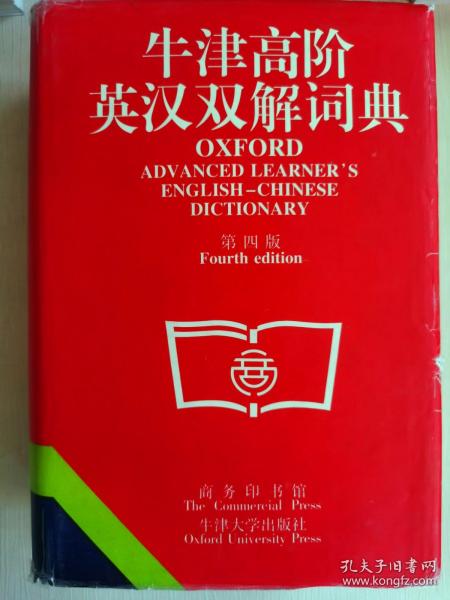 牛津高阶
英汉双解词典
OXFORD
ADVANCED LEARNER'S
ENGLISH-CHINESE
DICTIONARY
第四版
Fourth edition
商
商务印书馆
The Commercial Press
牛津大学出版社
Oxford University Press
孔夫子旧书网
www.kongfz.com